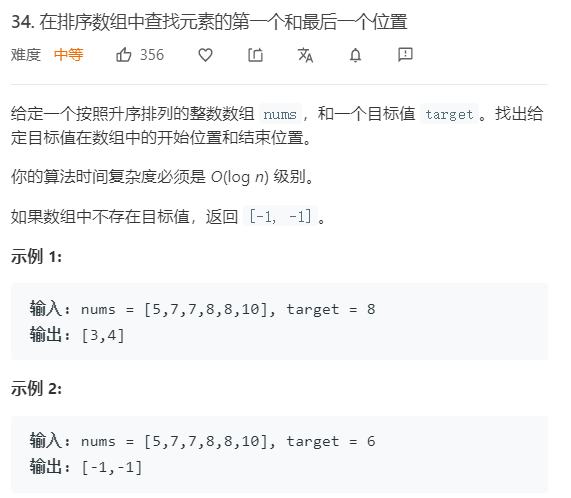 34. 在排序数组中查找元素的第一个和最后一个位置
难度 中等 356
给定一个按照升序排列的整数数组 nums，和一个目标值 target。找出给
定目标值在数组中的开始位置和结束位置。
你的算法时间复杂度必须是 O(log n) 级别。
如果数组中不存在目标值，返回 [-1, -1]。
示例 1:
输入: nums = [5,7,7,8,8,10], target = 8
输出: [3,4]
示例 2:
输入: nums = [5,7,7,8,8,10], target = 6
输出: [-1,-1]